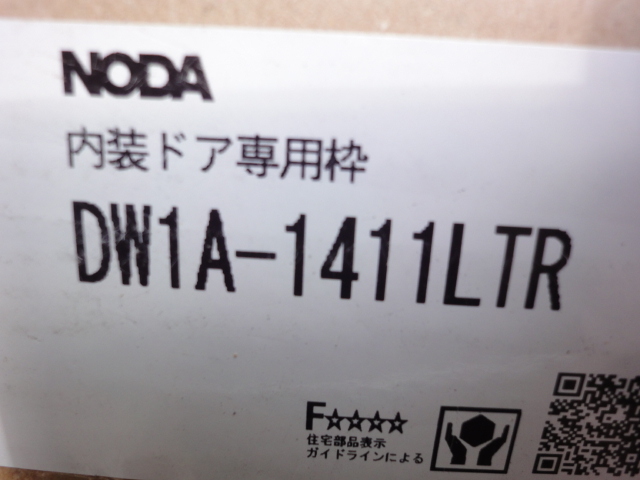 NODA
内装ドア専用枠
DW1A-1411LTR
F☆☆☆☆
住宅部品表示
ガイドラインによる